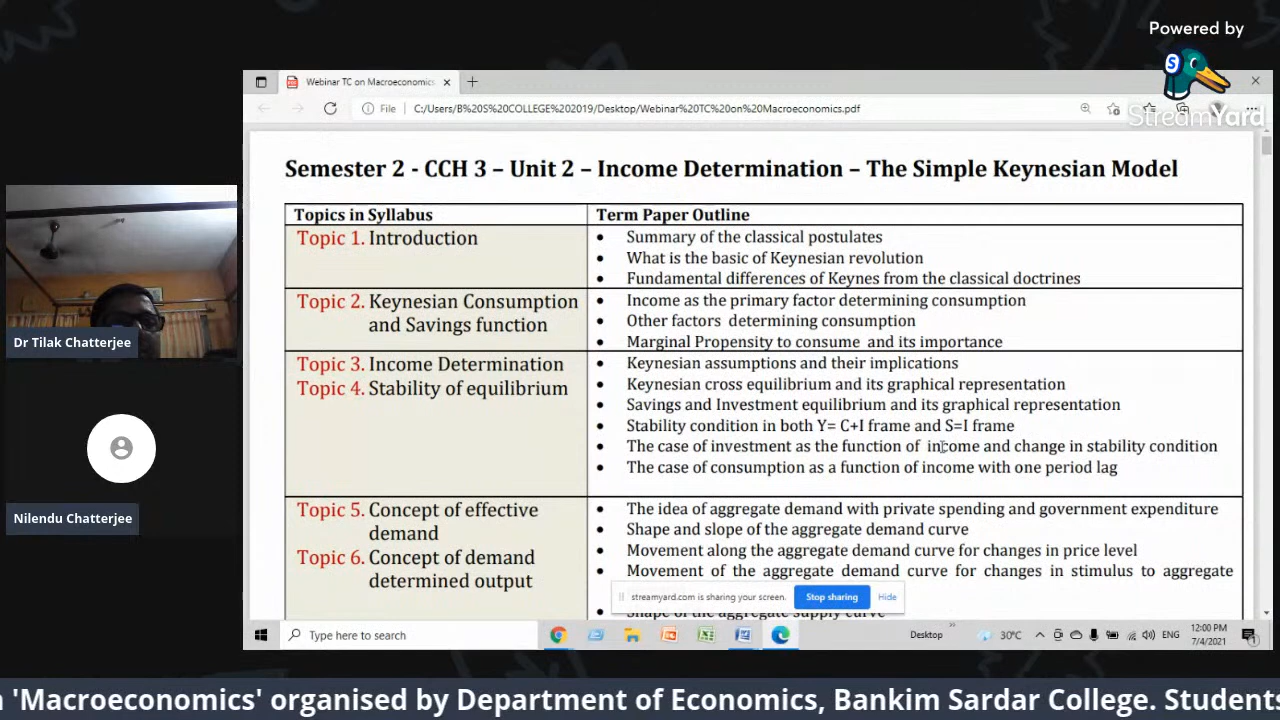 Powered by
S
StreamYard
Webinar TC on Macroeconomics
File
C:/Users/B%20S%20COLLEGE%202019/Desktop/Webinar%20TC%20on%20Macroeconomics.pdf
Semester 2 - CCH 3 – Unit 2 – Income Determination – The Simple Keynesian Model
Topics in Syllabus
Term Paper Outline
Topic 1. Introduction
• Summary of the classical postulates
• What is the basic of Keynesian revolution
• Fundamental differences of Keynes from the classical doctrines
Topic 2. Keynesian Consumption
and Savings function
• Income as the primary factor determining consumption
• Other factors determining consumption
• Marginal Propensity to consume and its importance
Topic 3. Income Determination
Topic 4. Stability of equilibrium
• Keynesian assumptions and their implications
• Keynesian cross equilibrium and its graphical representation
• Savings and Investment equilibrium and its graphical representation
• Stability condition in both Y= C+I frame and S=I frame
• The case of investment as the function of income and change in stability condition
• The case of consumption as a function of income with one period lag
Topic 5. Concept of effective
demand
Topic 6. Concept of demand
determined output
• The idea of aggregate demand with private spending and government expenditure
• Shape and slope of the aggregate demand curve
• Movement along the aggregate demand curve for changes in price level
• Movement of the aggregate demand curve for changes in stimulus to aggregate
• Shape of the aggregate supply curve
streamyard.com is sharing your screen.
Stop sharing
Hide
Dr Tilak Chatterjee
Nilendu Chatterjee
Type here to search
Desktop
30°C
ENG
12:00 PM
7/4/2021
'Macroeconomics' organised by Department of Economics, Bankim Sardar College. Students